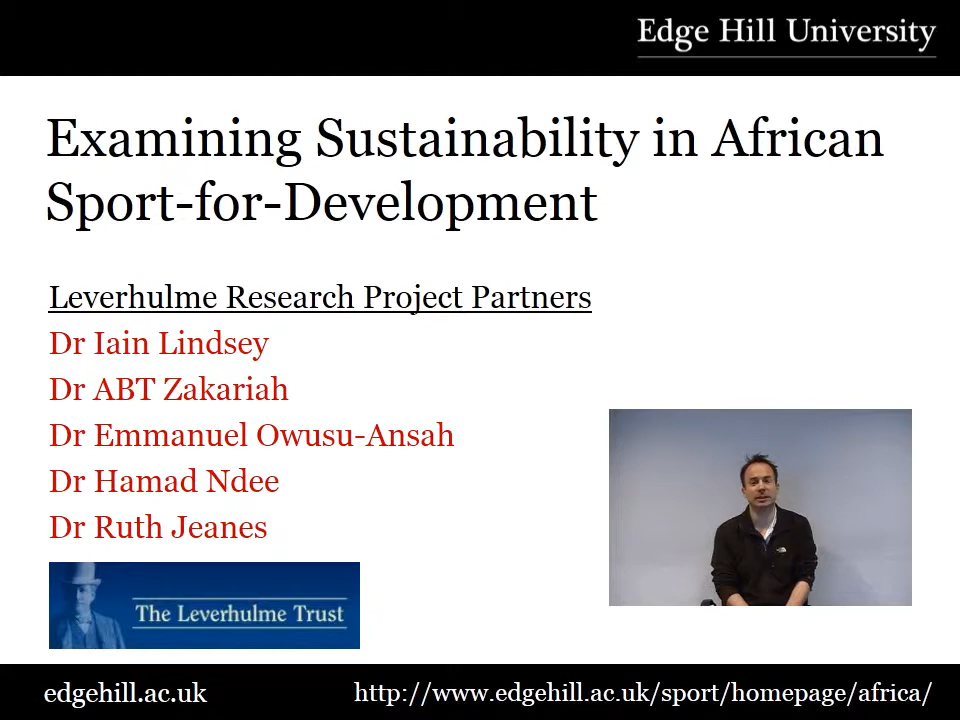 Edge Hill University
Examining Sustainability in African
Sport-for-Development
Leverhulme Research Project Partners
Dr Iain Lindsey
Dr ABT Zakariah
Dr Emmanuel Owusu-Ansah
Dr Hamad Ndee
Dr Ruth Jeanes
The Leverhulme Trust
edgehill.ac.uk
http://www.edgehill.ac.uk/sport/homepage/africa/